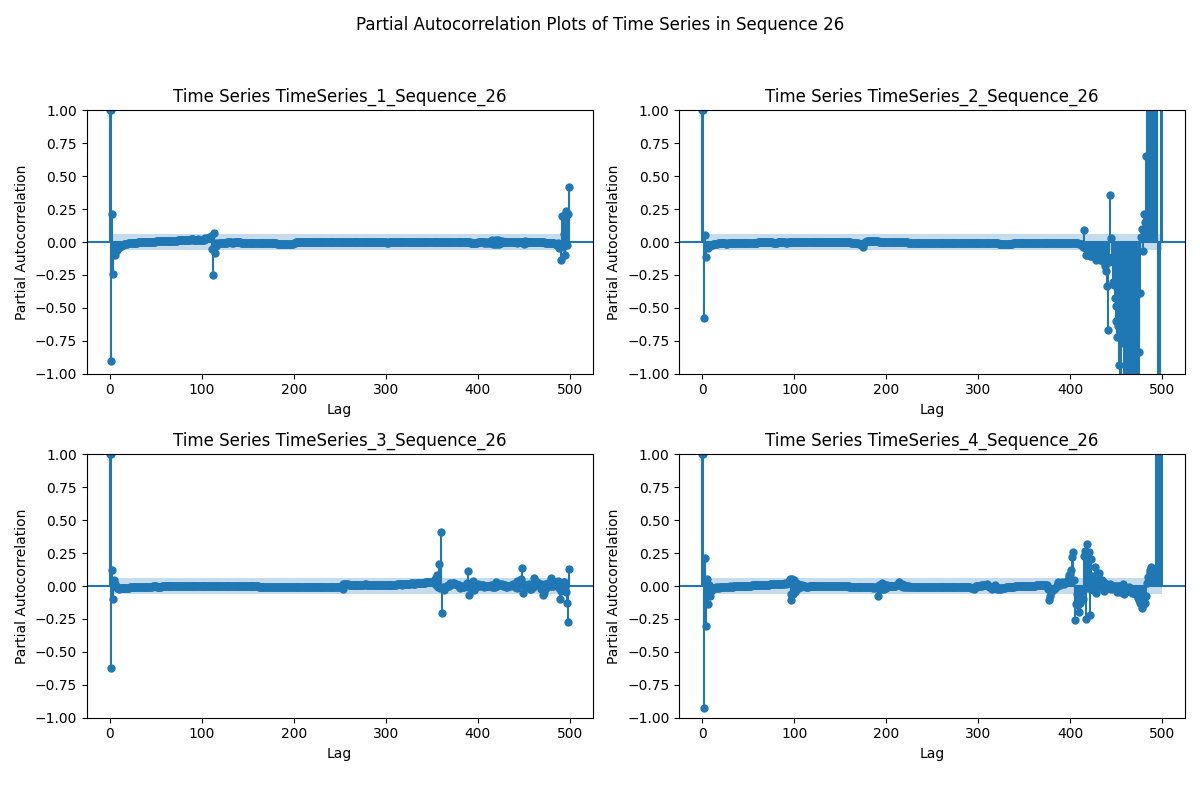 Partial Autocorrelation Plots of Time Series in Sequence 26
Time Series TimeSeries_1_Sequence_26
1.00
0.75
0.50
0.25
0.00
−0.25
−0.50
−0.75
−1.00
Partial Autocorrelation
0 100 200 300 400 500
Lag
Time Series TimeSeries_2_Sequence_26
1.00
0.75
0.50
0.25
0.00
−0.25
−0.50
−0.75
−1.00
Partial Autocorrelation
0 100 200 300 400 500
Lag
Time Series TimeSeries_3_Sequence_26
1.00
0.75
0.50
0.25
0.00
−0.25
−0.50
−0.75
−1.00
Partial Autocorrelation
0 100 200 300 400 500
Lag
Time Series TimeSeries_4_Sequence_26
1.00
0.75
0.50
0.25
0.00
−0.25
−0.50
−0.75
−1.00
Partial Autocorrelation
0 100 200 300 400 500
Lag